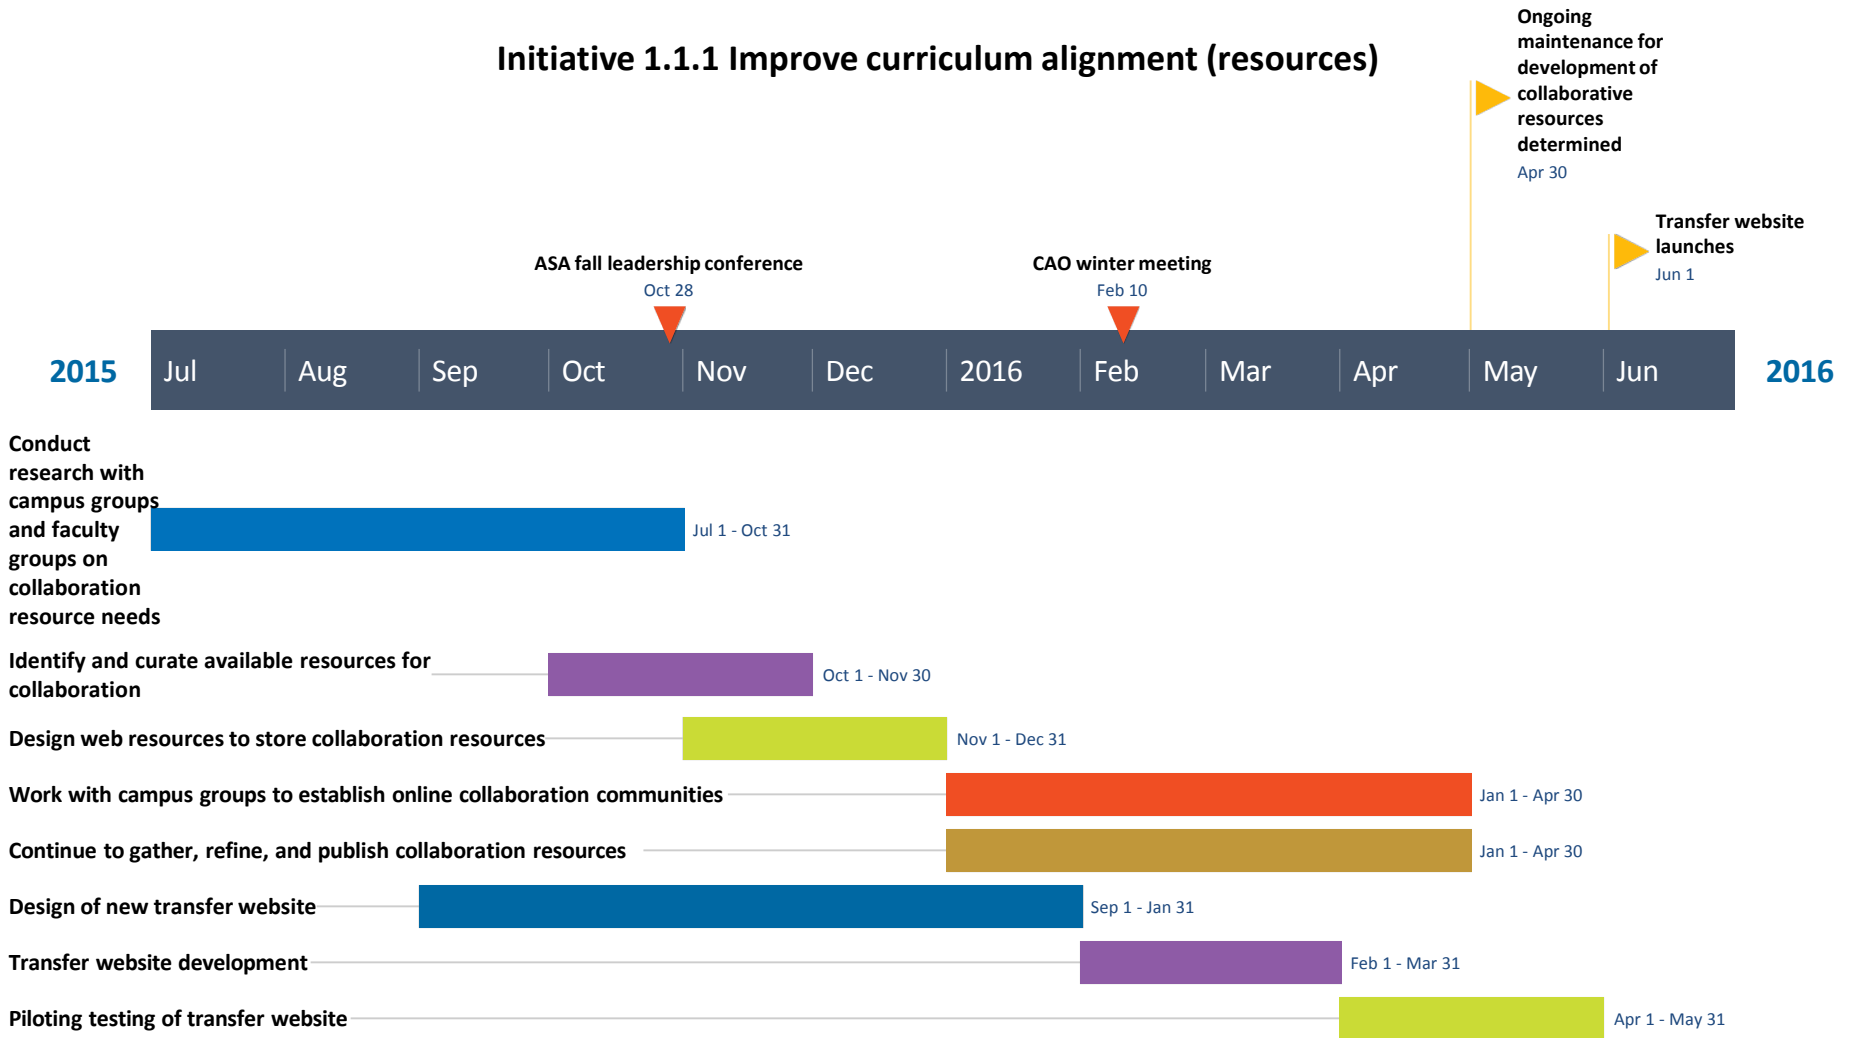 Initiative 1.1.1 Improve curriculum alignment (resources)
Ongoing
maintenance for
development of
collaborative
resources
determined
Apr 30
Transfer website
launches
Jun 1
ASA fall leadership conference
Oct 28
CAO winter meeting
Feb 10
2015 Jul Aug Sep Oct Nov Dec 2016 Feb Mar Apr May Jun 2016
Conduct
research with
campus groups
and faculty
groups on
collaboration
resource needs
Jul 1 - Oct 31
Identify and curate available resources for
collaboration
Oct 1 - Nov 30
Design web resources to store collaboration resources
Nov 1 - Dec 31
Work with campus groups to establish online collaboration communities
Jan 1 - Apr 30
Continue to gather, refine, and publish collaboration resources
Jan 1 - Apr 30
Design of new transfer website
Sep 1 - Jan 31
Transfer website development
Feb 1 - Mar 31
Piloting testing of transfer website
Apr 1 - May 31